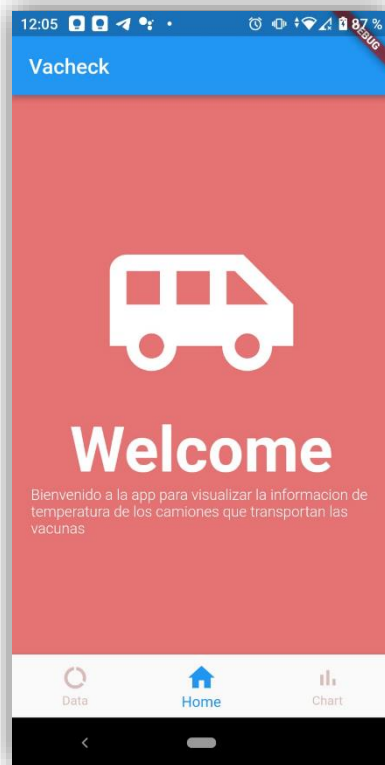 12:05
87 %
DEBUG
Vacheck
Welcome
Bienvenido a la app para visualizar la informacion de
temperatura de los camiones que transportan las
vacunas
Data
Home
Chart